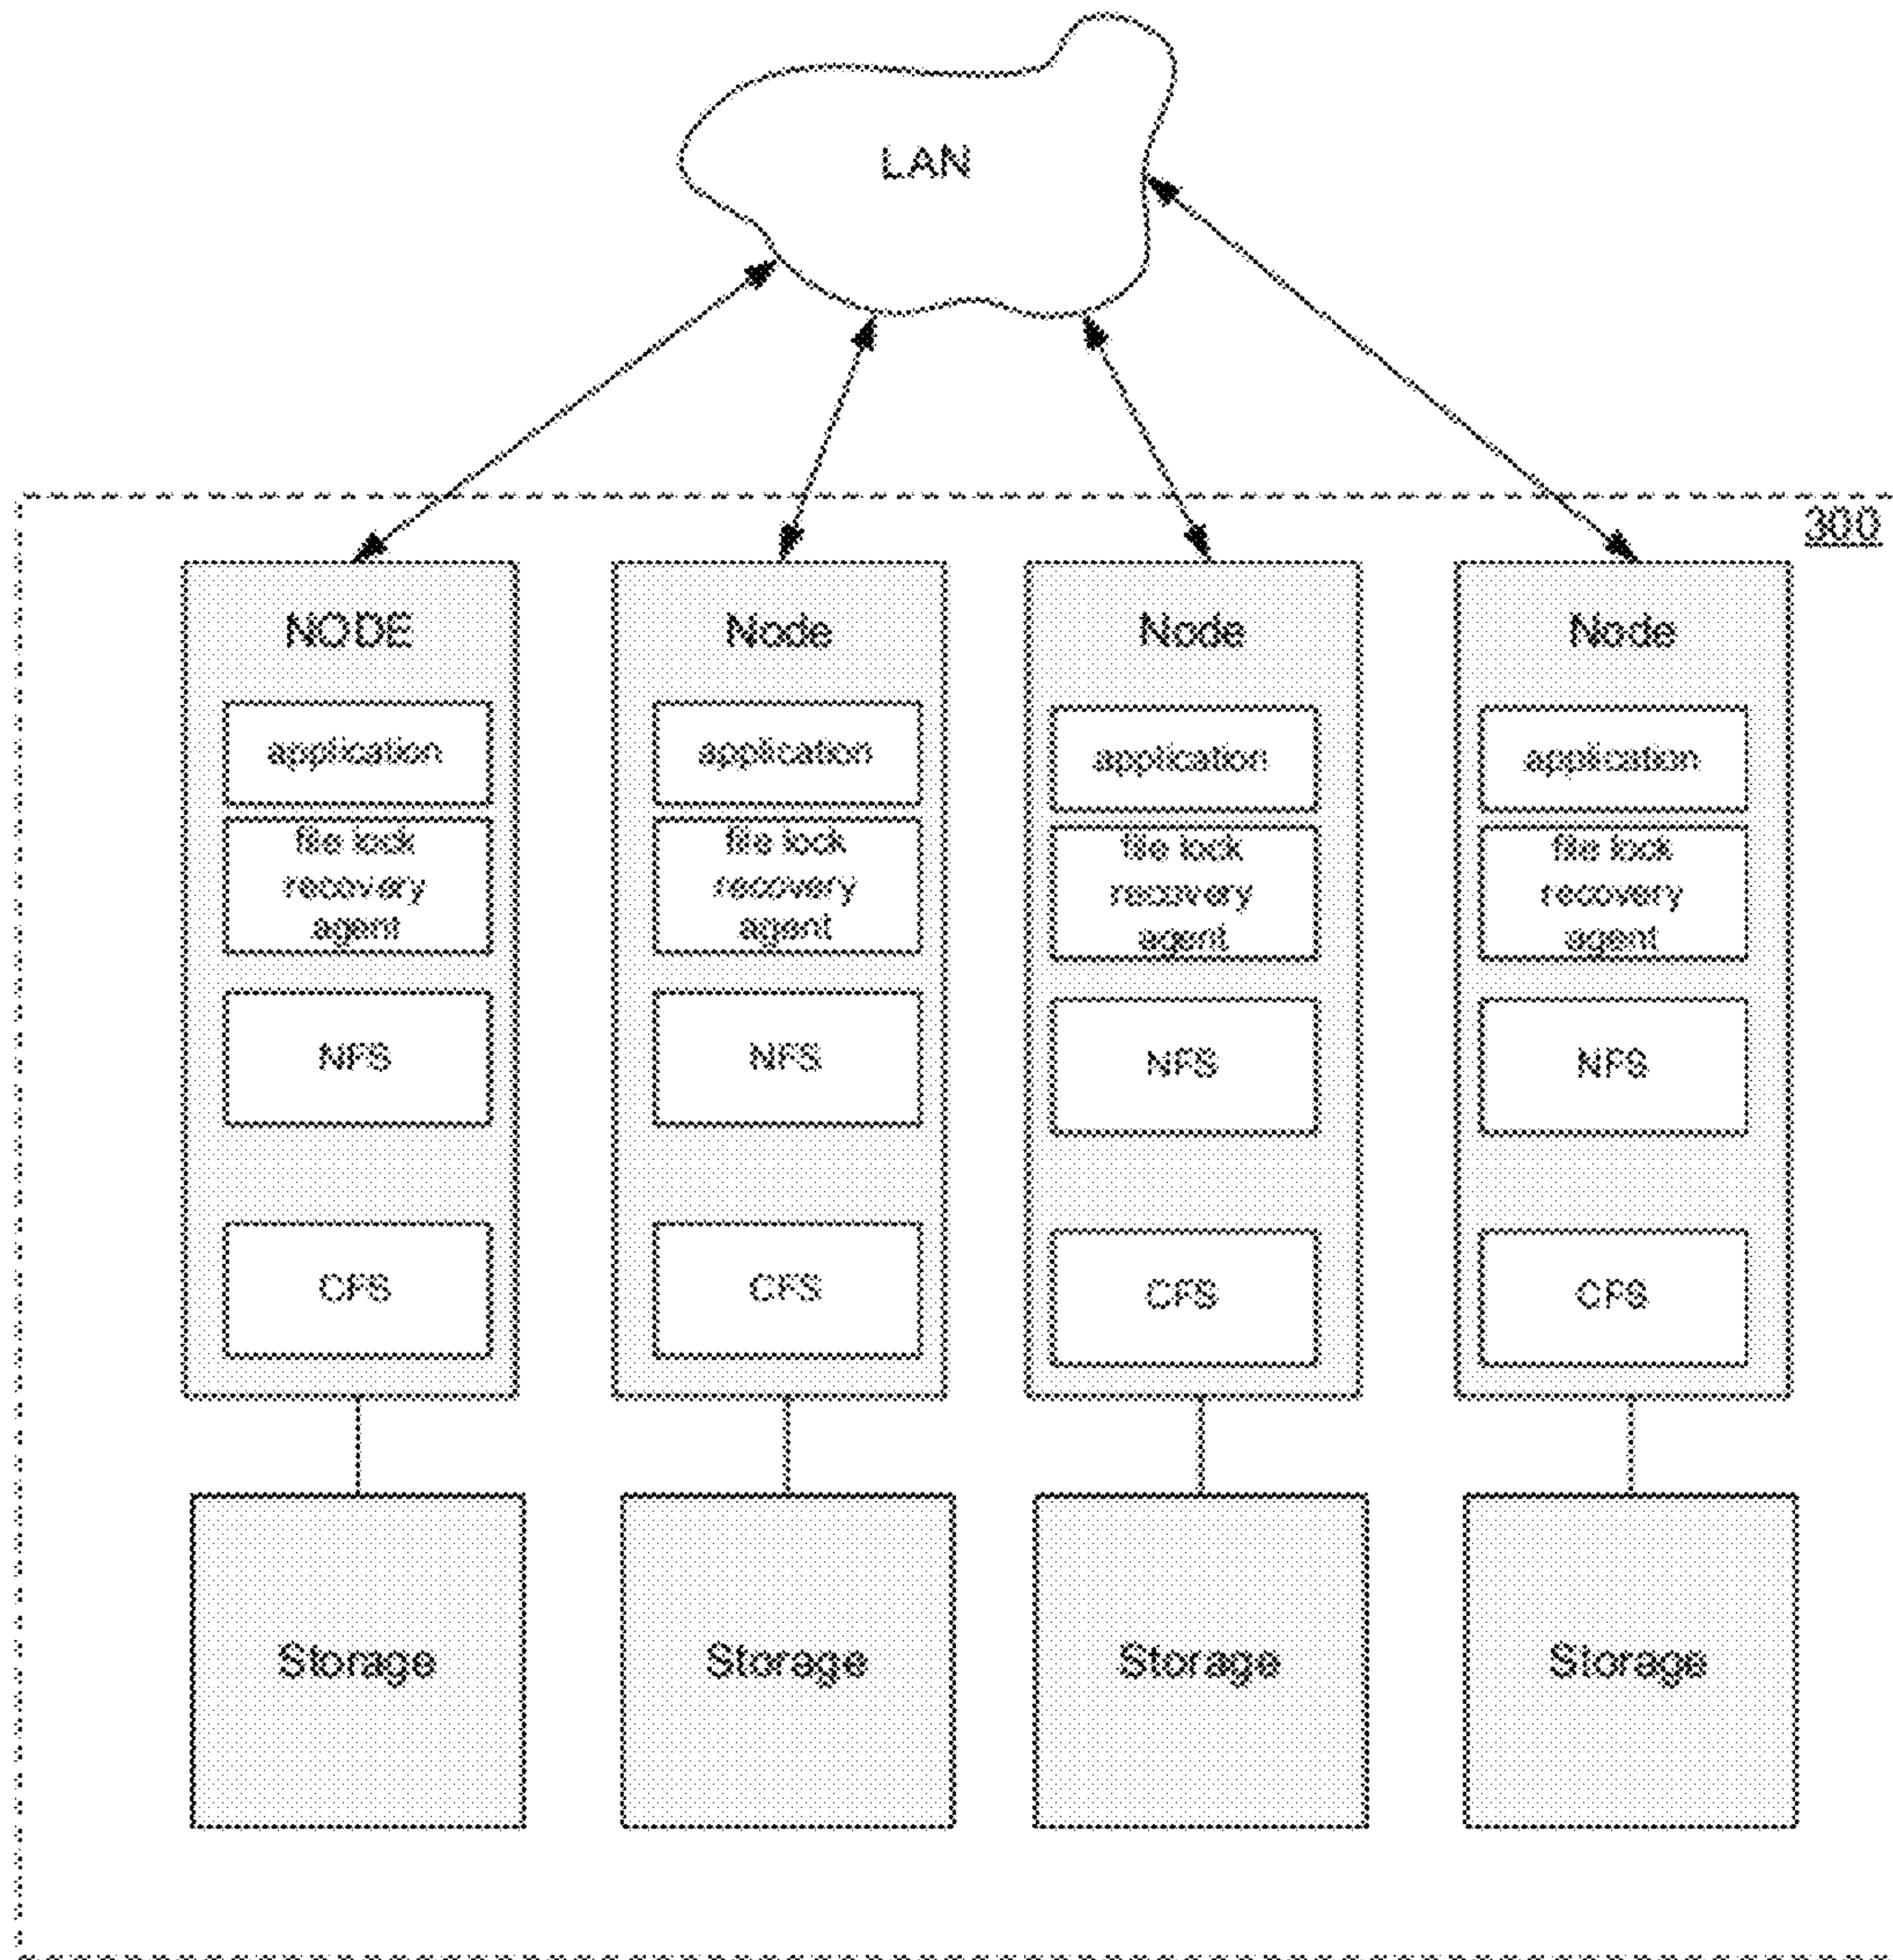 LAN
300
NODE
Node
Node
Node
application
application
application
application
file lock
recovery
agent
file lock
recovery
agent
file lock
recovery
agent
file lock
recovery
agent
NFS
NFS
NFS
NFS
CFS
CFS
CFS
CFS
Storage
Storage
Storage
Storage